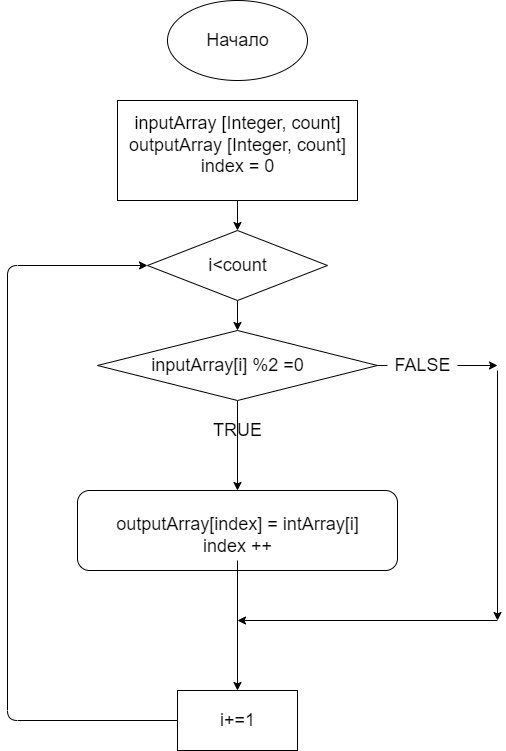 Начало
inputArray [Integer, count]
outputArray [Integer, count]
index = 0
i<count
inputArray[i] %2 =0
FALSE
TRUE
outputArray[index] = intArray[i]
index ++
i+=1